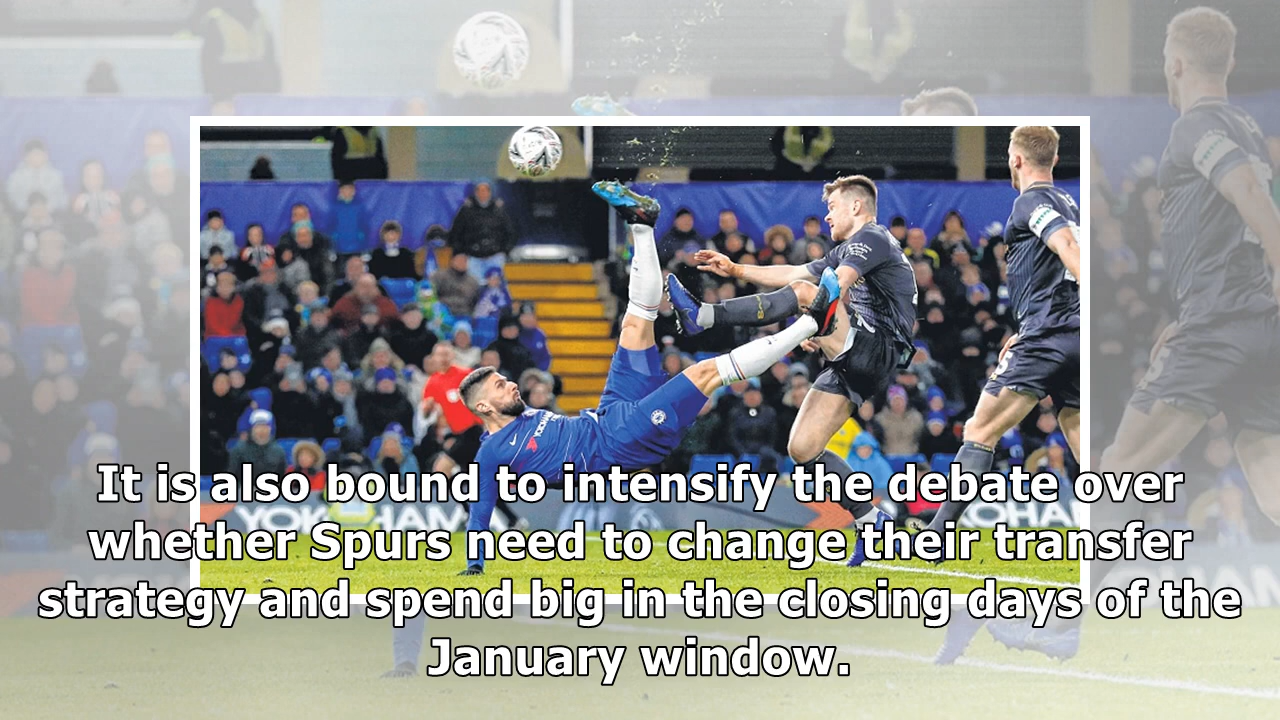 It is also bound to intensify the debate over
whether Spurs need to change their transfer
strategy and spend big in the closing days of the
January window.